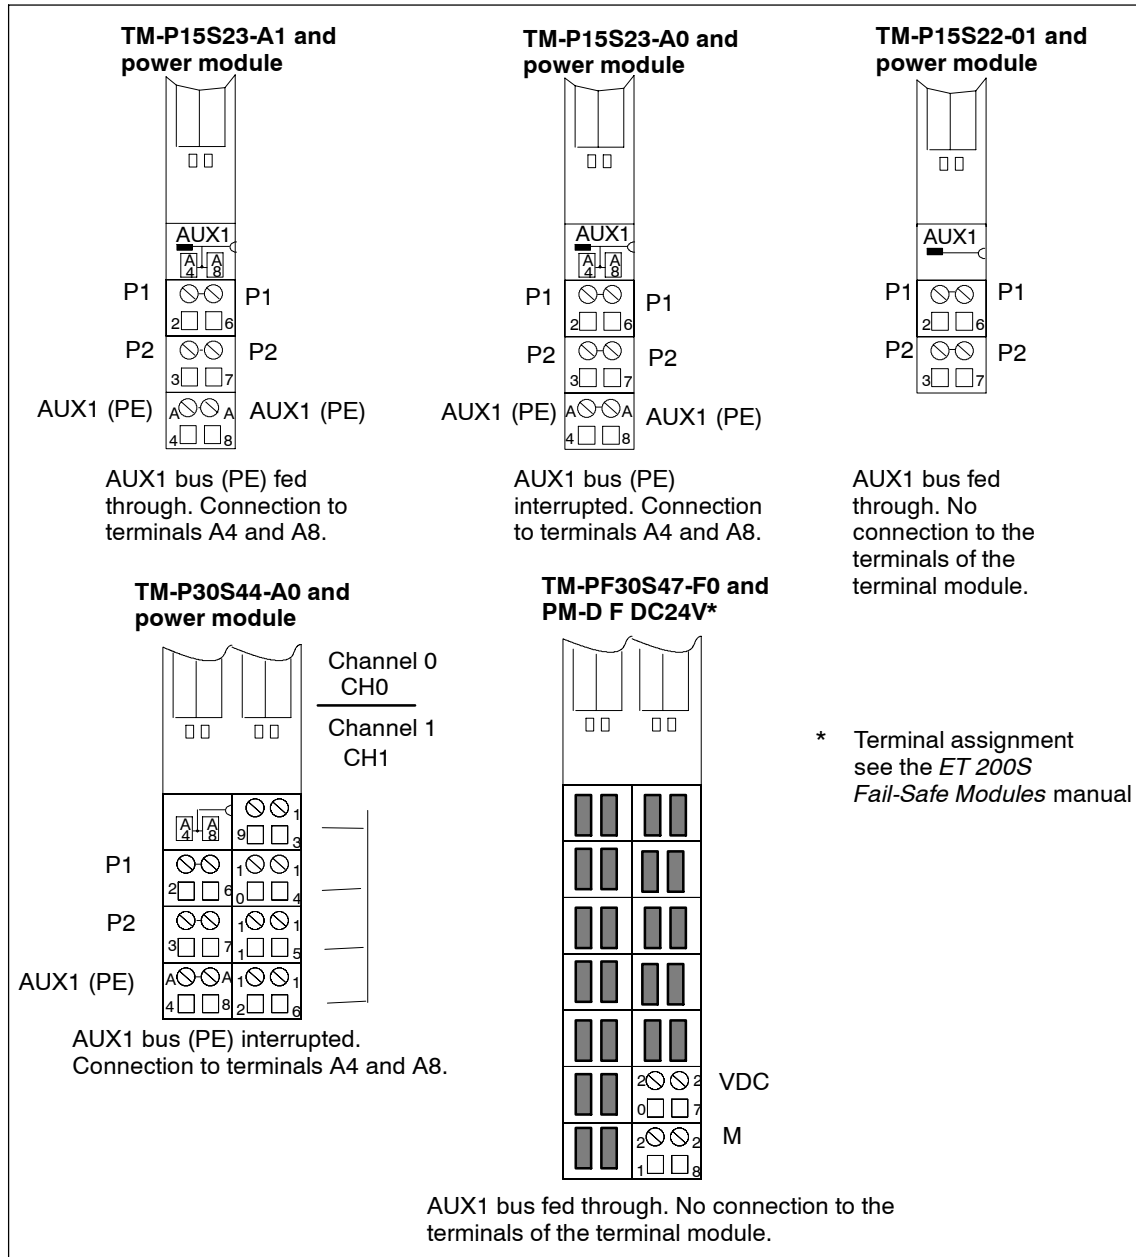 TM-P15S23-A1 and
power module
TM-P15S23-A0 and
power module
TM-P15S22-01 and
power module
AUX1
A
4
A
8
P1
P1
2
6
P2
P2
3
7
AUX1 (PE)
A
A
AUX1 (PE)
4
8
AUX1
A
4
A
8
P1
P1
2
6
P2
P2
3
7
AUX1 (PE)
A
A
AUX1 (PE)
4
8
AUX1
P1
P1
2
6
P2
P2
3
7
AUX1 bus (PE) fed
through. Connection to
terminals A4 and A8.
AUX1 bus (PE)
interrupted. Connection
to terminals A4 and A8.
AUX1 bus fed
through. No
connection to the
terminals of the
terminal module.
TM-P30S44-A0 and
power module
Channel 0
CH0
Channel 1
CH1
A
4
A
8
9
1
3
P1
2
6
1
0
1
4
P2
3
7
1
1
1
5
AUX1 (PE)
A
A
4
8
1
2
1
6
AUX1 bus (PE) interrupted.
Connection to terminals A4 and A8.
TM-PF30S47-F0 and
PM-D F DC24V*
* Terminal assignment
see the ET 200S
Fail-Safe Modules manual
2
0
2
7
VDC
2
1
2
8
M
AUX1 bus fed through. No connection to the
terminals of the terminal module.